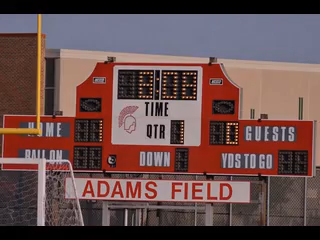 TIME
HOME QTR GUESTS
BALL ON DOWN YDS TO GO
ADAMS FIELD